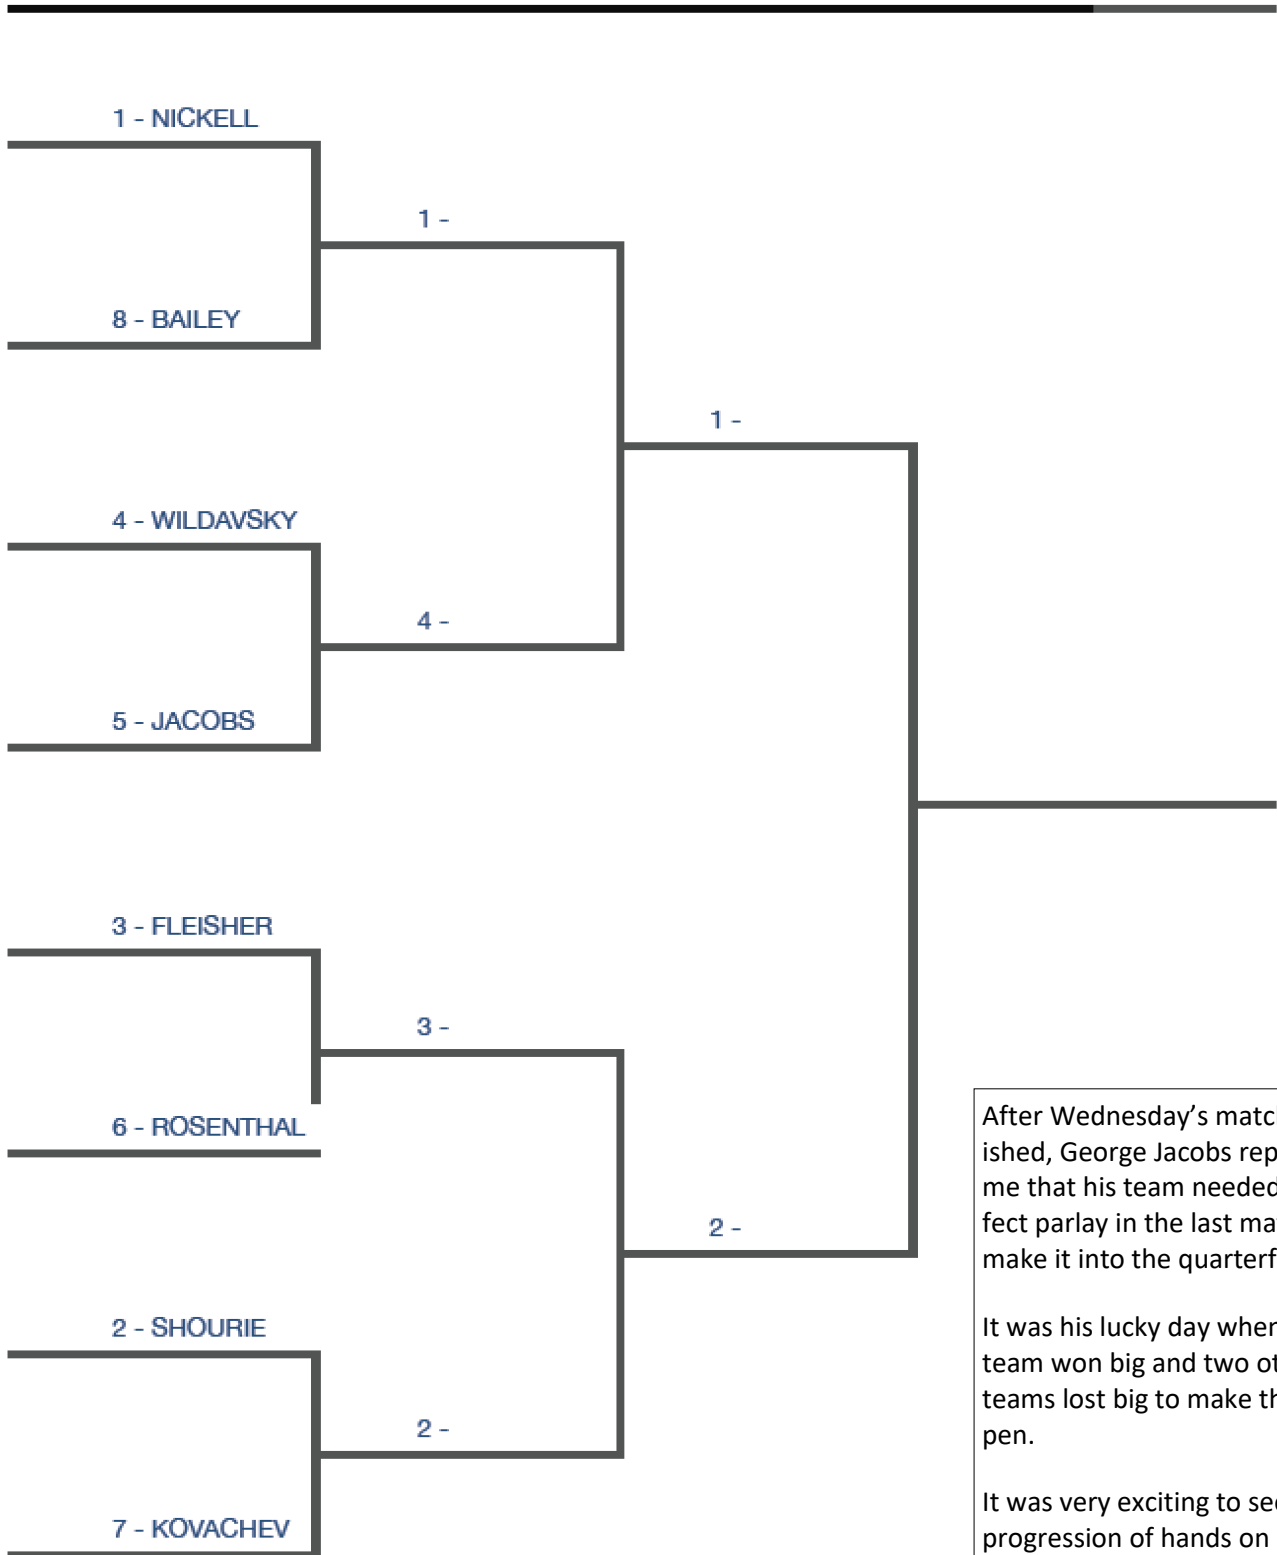 1 - NICKELL
1 -
8 - BAILEY
1 -
4 - WILDAVSKY
4 -
5 - JACOBS
3 - FLEISHER
3 -
6 - ROSENTHAL
2 -
2 - SHOURIE
2 -
7 - KOVACHEV
After Wednesday’s matc
ished, George Jacobs rep
me that his team needed
fect parlay in the last ma
make it into the quarterf
It was his lucky day when
team won big and two ot
teams lost big to make th
pen.
It was very exciting to see
progression of hands on